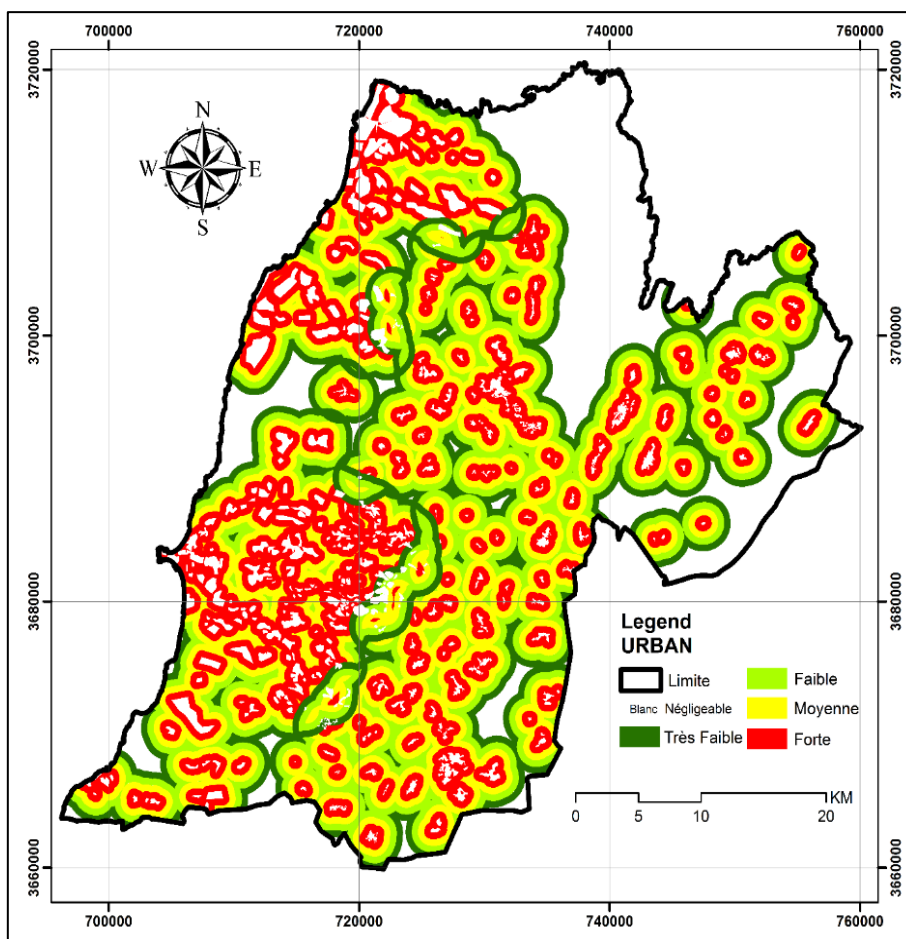 700000 720000 740000 760000
3720000 3720000
N
W E
S
3700000 3700000
3680000 3680000
Legend
URBAN
Limite Faible
Blanc Négligeable Moyenne
Très Faible Forte
KM
0 5 10 20
3660000 3660000
700000 720000 740000 760000